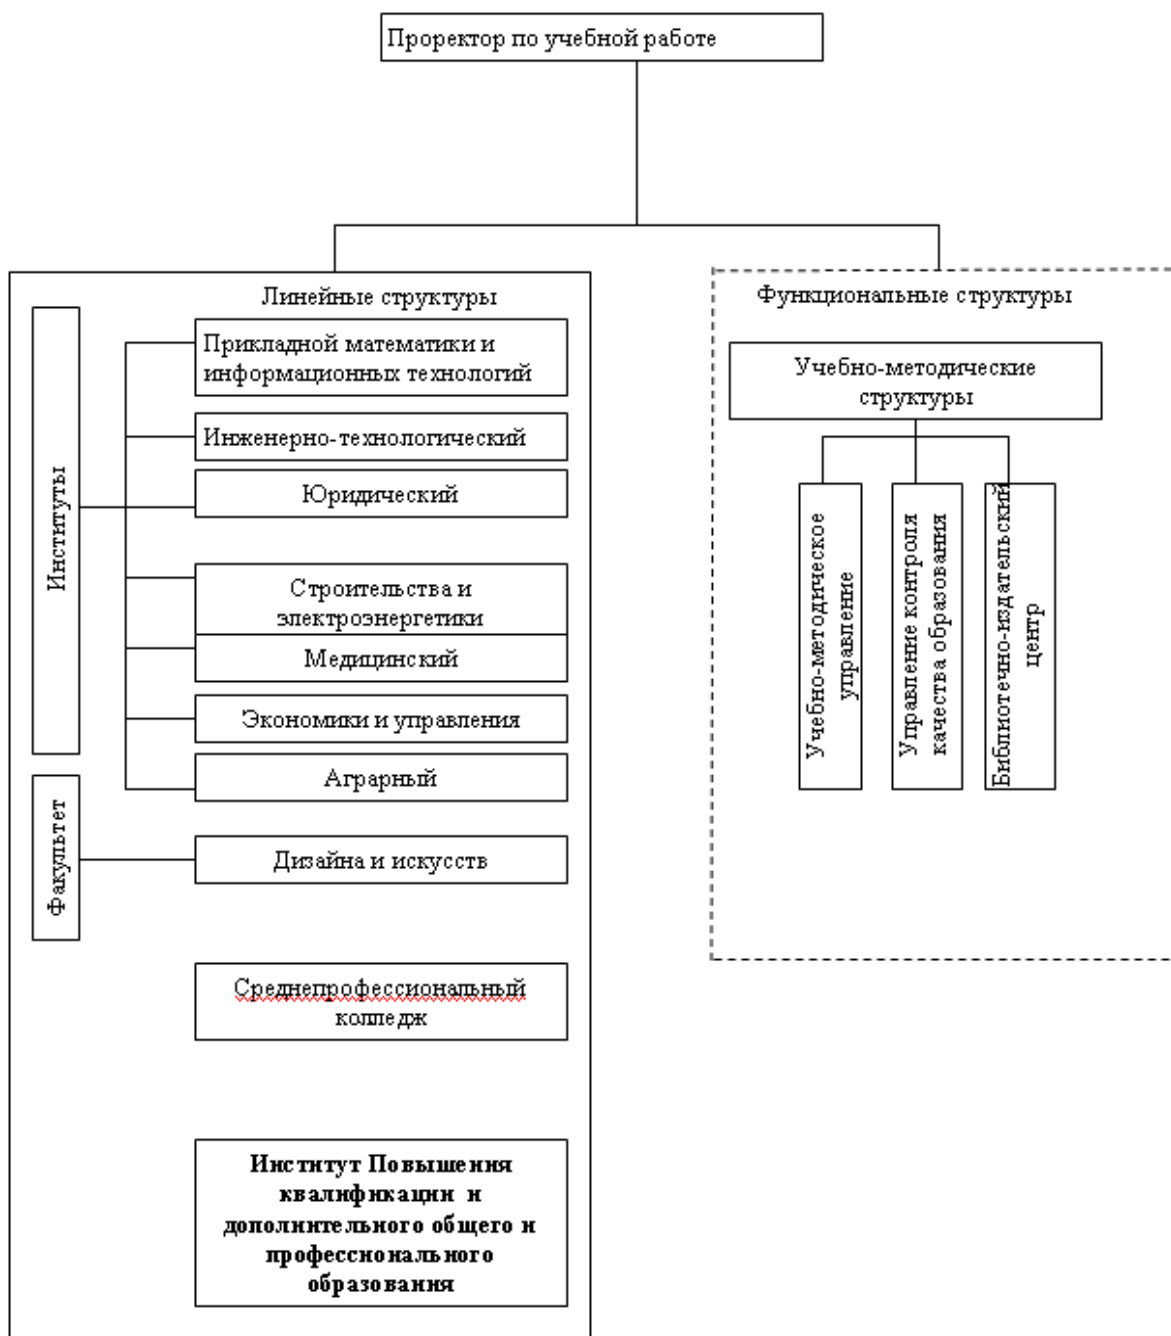 Проректор по учебной работе
Линейные структуры
Институты
Прикладной математики и
информационных технологий
Инженерно-технологический
Юридический
Строительства и
электроэнергетики
Медицинский
Экономики и управления
Аграрный
Факультет
Дизайна и искусств
Среднепрофессиональный
колледж
Институт Повышения
квалификации и
дополнительного общего и
профессионального
образования
Функциональные структуры
Учебно-методические
структуры
Учебно-методическое
управление
Управление контроля
качества образования
Библиотечно-издательский
центр